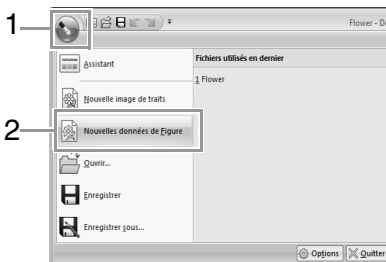 1
Flower - De
Assistant
Fichiers utilisés en dernier
1 Flower
Nouvelle image de traits
2
Nouvelles données de Figure
Ouvrir...
Enregistrer
Enregistrer sous...
Options
Quitter